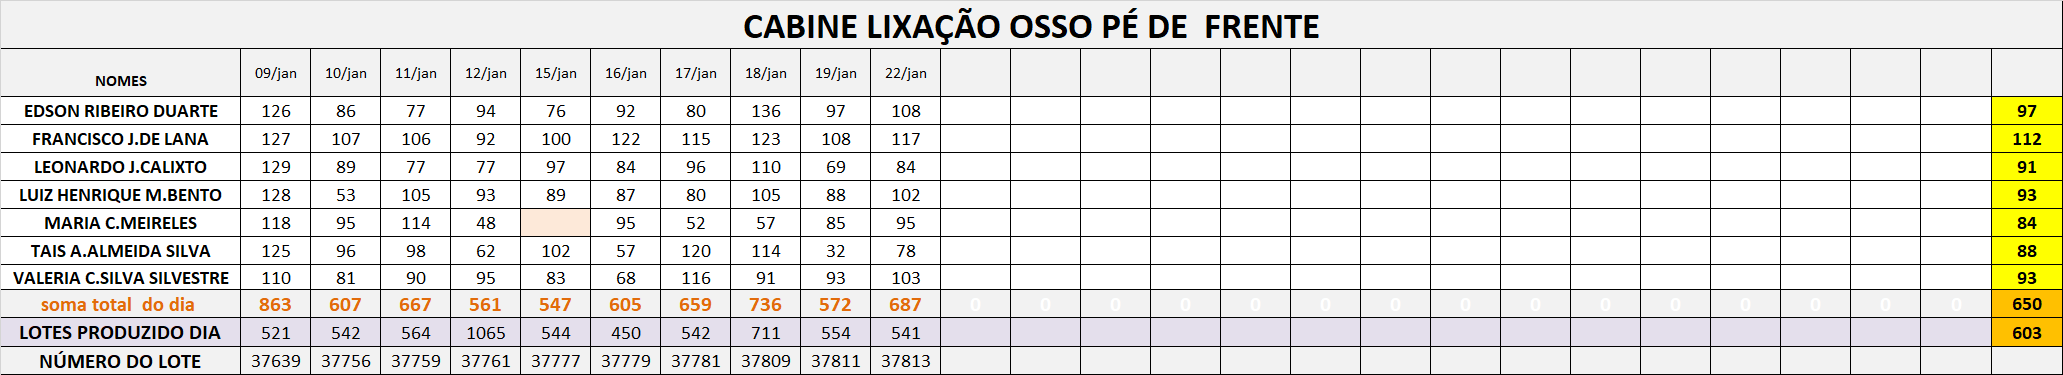 CABINE LIXAÇÃO OSSO PÉ DE  FRENTE
NOMES 09/jan 10/jan 11/jan 12/jan 15/jan 16/jan 17/jan 18/jan 19/jan 22/jan
EDSON RIBEIRO DUARTE 126 86 77 94 76 92 80 136 97 108 97
FRANCISCO J.DE LANA 127 107 106 92 100 122 115 123 108 117 112
LEONARDO J.CALIXTO 129 89 77 77 97 84 96 110 69 84 91
LUIZ HENRIQUE M.BENTO 128 53 105 93 89 87 80 105 88 102 93
MARIA C.MEIRELES 118 95 114 48 95 52 57 85 95 84
TAIS A.ALMEIDA SILVA 125 96 98 62 102 57 120 114 32 78 88
VALERIA C.SILVA SILVESTRE 110 81 90 95 83 68 116 91 93 103 93
soma total  do dia 863 607 667 561 547 605 659 736 572 687 0 0 0 0 0 0 0 0 0 0 0 0 0 0 0 650
LOTES PRODUZIDO DIA 521 542 564 1065 544 450 542 711 554 541 603
NÚMERO DO LOTE 37639 37756 37759 37761 37777 37779 37781 37809 37811 37813